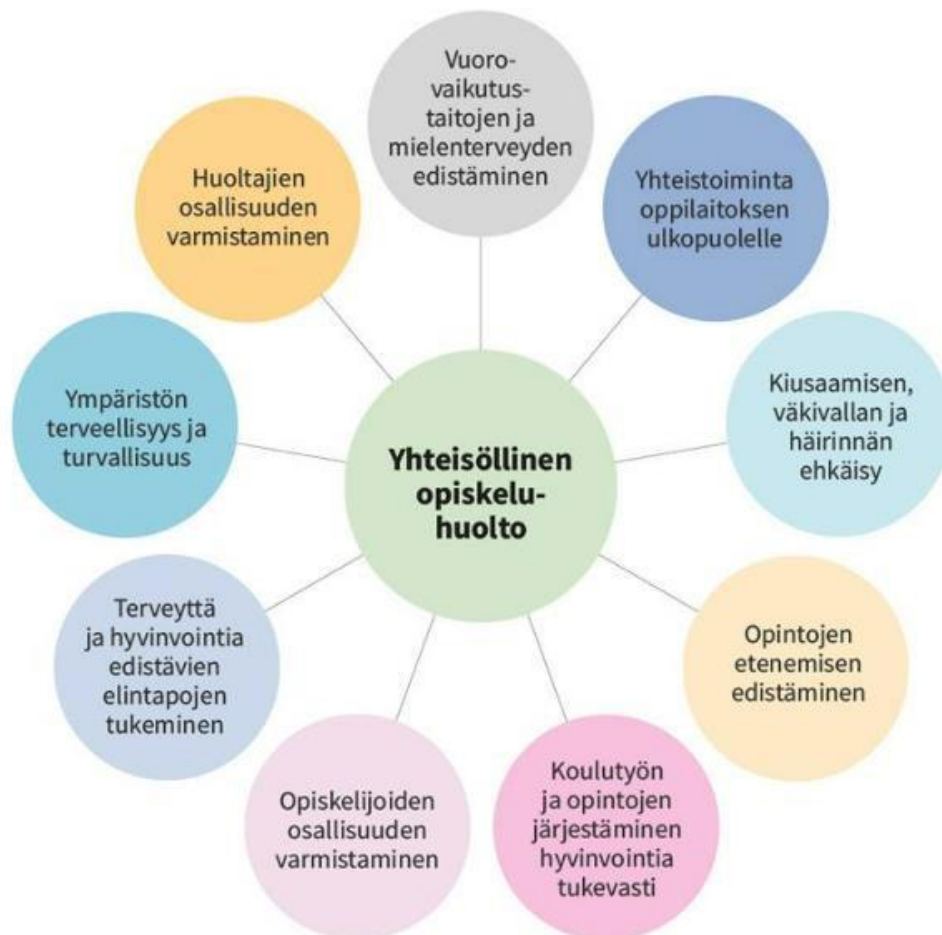 Vuoro-
vaikutus-
taitojen ja
mielenterveyden
edistäminen
Yhteistoiminta
oppilaitoksen
ulkopuolelle
Kiusaamisen,
väkivallan ja
häirinnän
ehkäisy
Opintojen
etenemisen
edistäminen
Koulutyön
ja opintojen
järjestäminen
hyvinvointia
tukevasti
Opiskelijoiden
osallisuuden
varmistaminen
Terveyttä
ja hyvinvointia
edistävien
elintapojen
tukeminen
Ympäristön
terveellisyys ja
turvallisuus
Huoltajien
osallisuuden
varmistaminen
Yhteisöllinen
opiskelu-
huolto